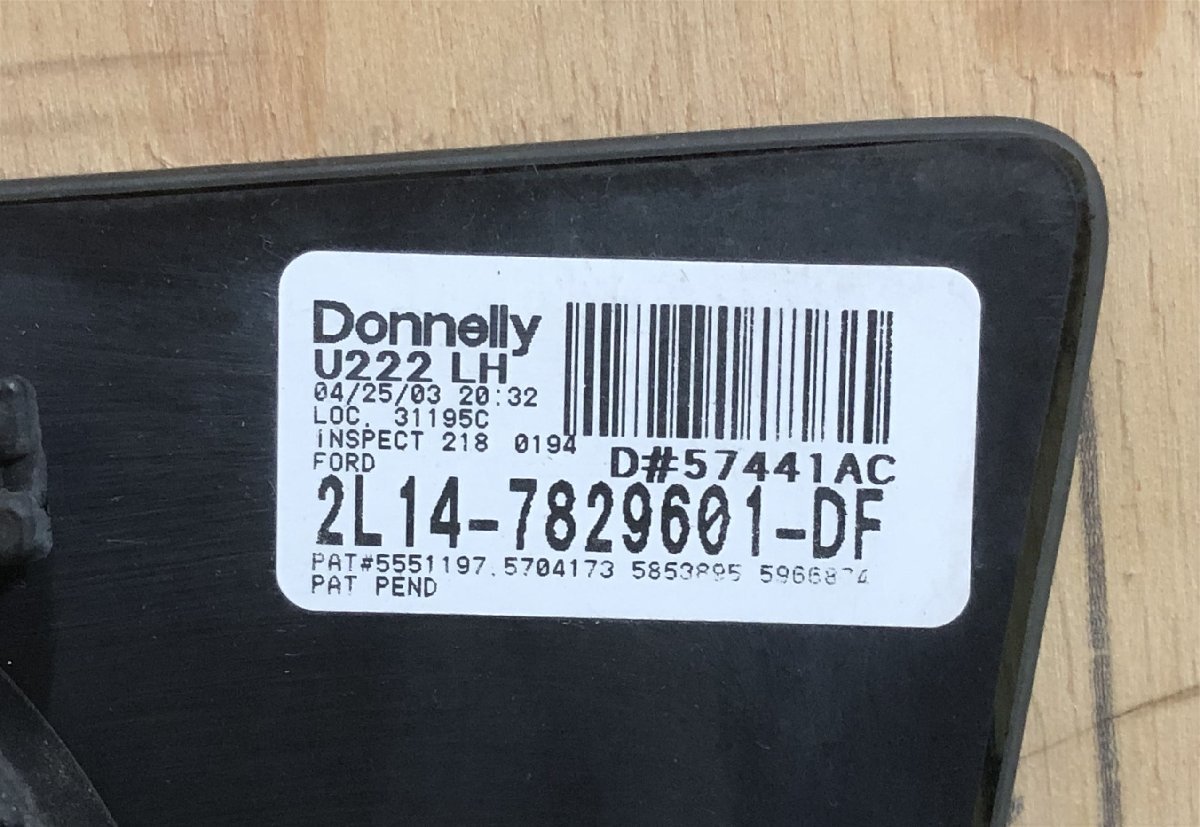 Donnelly
U222 LH
04/25/03 20:32
LOC. 31195C
INSPECT 218 0194
FORD
D#57441AC
2L14-7829601-DF
PAT#5551197.5704173 5853895
PAT PEND